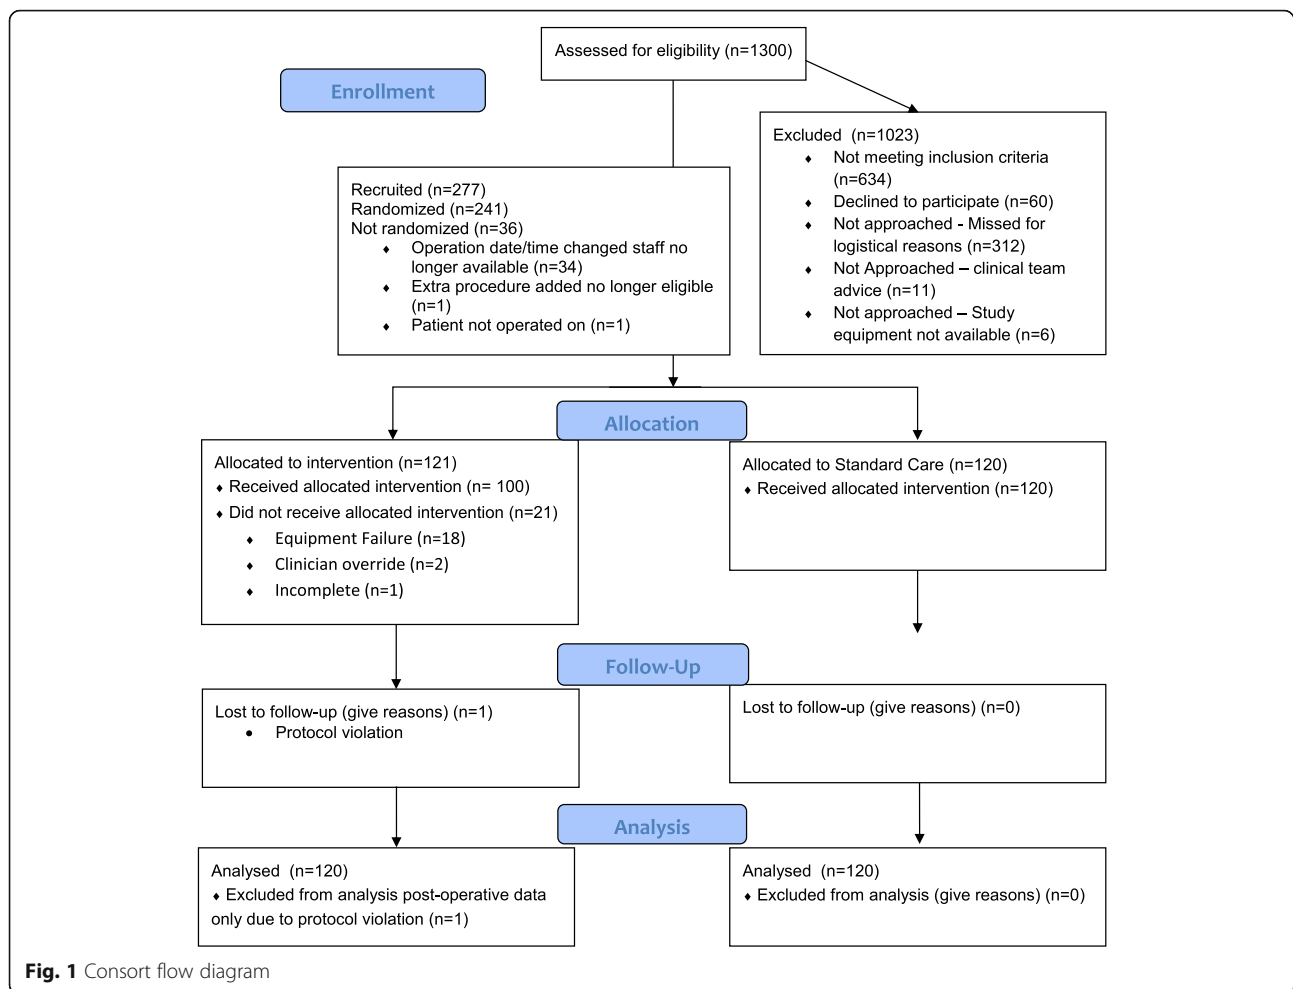 Assessed for eligibility (n=1300)
Enrollment
Excluded (n=1023)
♦ Not meeting inclusion criteria
(n=634)
♦ Declined to participate (n=60)
♦ Not approached - Missed for
logistical reasons (n=312)
♦ Not Approached – clinical team
advice (n=11)
♦ Not approached – Study
equipment not available (n=6)
Recruited (n=277)
Randomized (n=241)
Not randomized (n=36)
♦ Operation date/time changed staff no
longer available (n=34)
♦ Extra procedure added no longer eligible
(n=1)
♦ Patient not operated on (n=1)
Allocation
Allocated to intervention (n=121)
♦ Received allocated intervention (n= 100)
♦ Did not receive allocated intervention (n=21)
♦ Equipment Failure (n=18)
♦ Clinician override (n=2)
♦ Incomplete (n=1)
Allocated to Standard Care (n=120)
♦ Received allocated intervention (n=120)
Follow-Up
Lost to follow-up (give reasons) (n=1)
• Protocol violation
Lost to follow-up (give reasons) (n=0)
Analysis
Analysed (n=120)
♦ Excluded from analysis post-operative data
only due to protocol violation (n=1)
Analysed (n=120)
♦ Excluded from analysis (give reasons) (n=0)
Fig. 1 Consort flow diagram